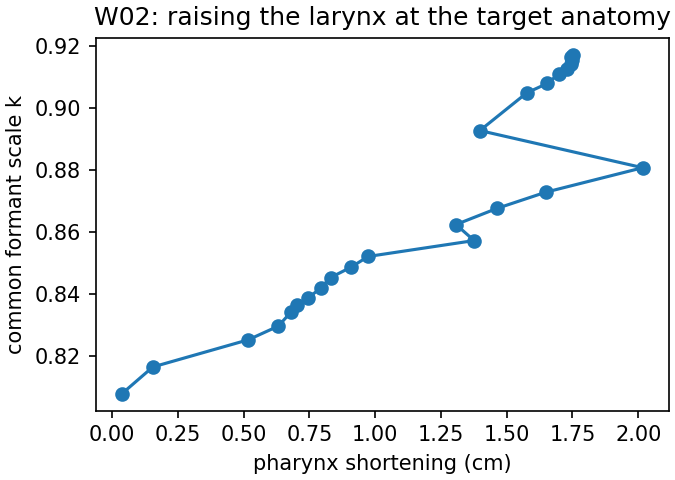 W02: raising the larynx at the target anatomy
common formant scale k
0.92
0.90
0.88
0.86
0.84
0.82
0.00 0.25 0.50 0.75 1.00 1.25 1.50 1.75 2.00
pharynx shortening (cm)